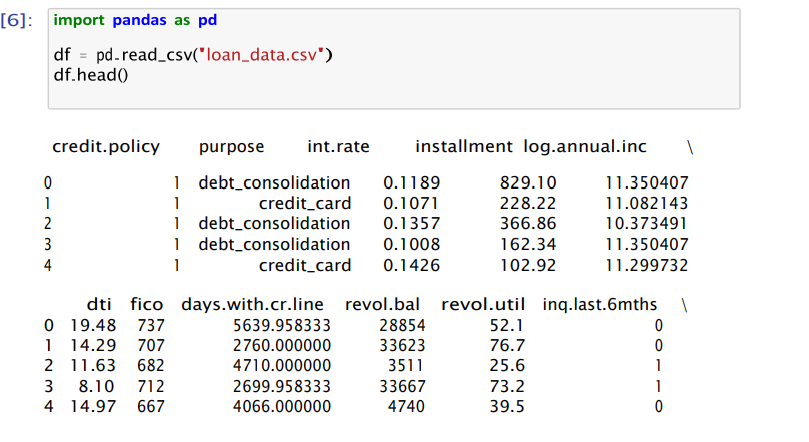 [6]: import pandas as pd
df = pd.read_csv("loan_data.csv")
df.head()
credit.policy purpose int.rate installment log.annual.inc \
0 1 debt_consolidation 0.1189 829.10 11.350407
1 1 credit_card 0.1071 228.22 11.082143
2 1 debt_consolidation 0.1357 366.86 10.373491
3 1 debt_consolidation 0.1008 162.34 11.350407
4 1 credit_card 0.1426 102.92 11.299732
dti fico days.with.cr.line revol.bal revol.util inq.last.6mths \
0 19.48 737 5639.958333 28854 52.1 0
1 14.29 707 2760.000000 33623 76.7 0
2 11.63 682 4710.000000 3511 25.6 1
3 8.10 712 2699.958333 33667 73.2 1
4 14.97 667 4066.000000 4740 39.5 0